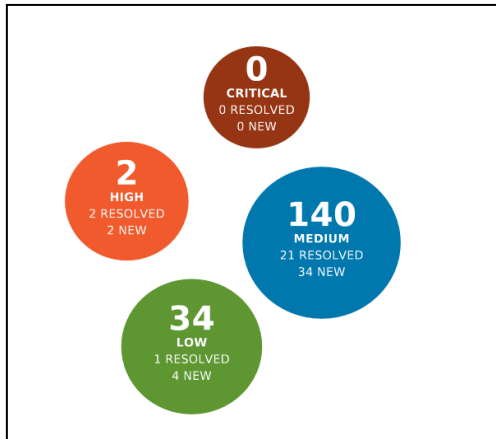 0
CRITICAL
0 RESOLVED
0 NEW
2
HIGH
2 RESOLVED
2 NEW
140
MEDIUM
21 RESOLVED
34 NEW
34
LOW
1 RESOLVED
4 NEW